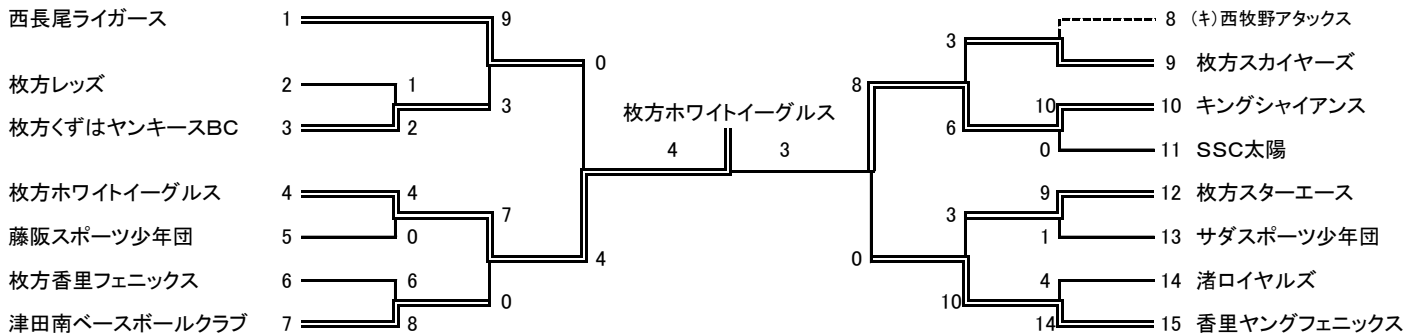 西長尾ライガース 1 9 8 (キ)西牧野アタックス
0 3
枚方レッズ 2 1 9 枚方スカイヤーズ
3 8
枚方くずはヤンキースBC 3 2 10 10 キングシャイアンス
枚方ホワイトイーグルス 6
4 3 0 11 SSC太陽
枚方ホワイトイーグルス 4 4 9 12 枚方スターエース
7 3
藤阪スポーツ少年団 5 0 1 13 サダスポーツ少年団
4 0
枚方香里フェニックス 6 6 4 14 渚ロイヤルズ
0 10
津田南ベースボールクラブ 7 8 14 15 香里ヤングフェニックス